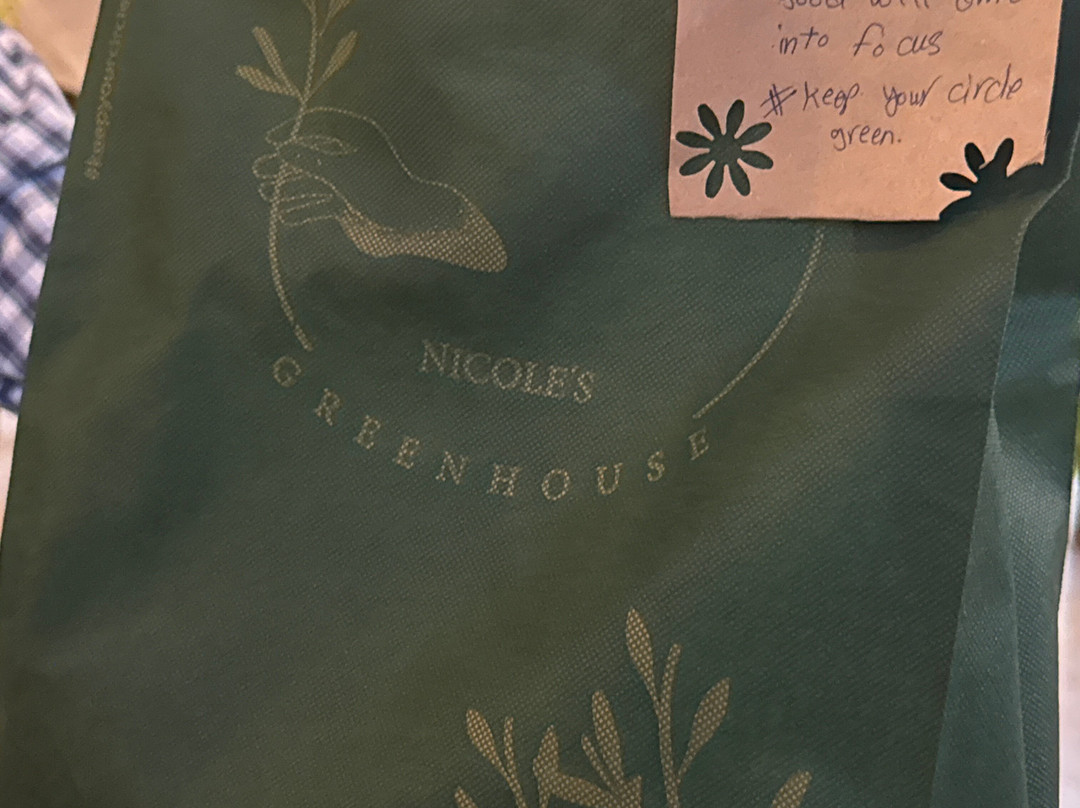 into focus
#keep your circle
green.
NICOLE'S
GREENHOUSE